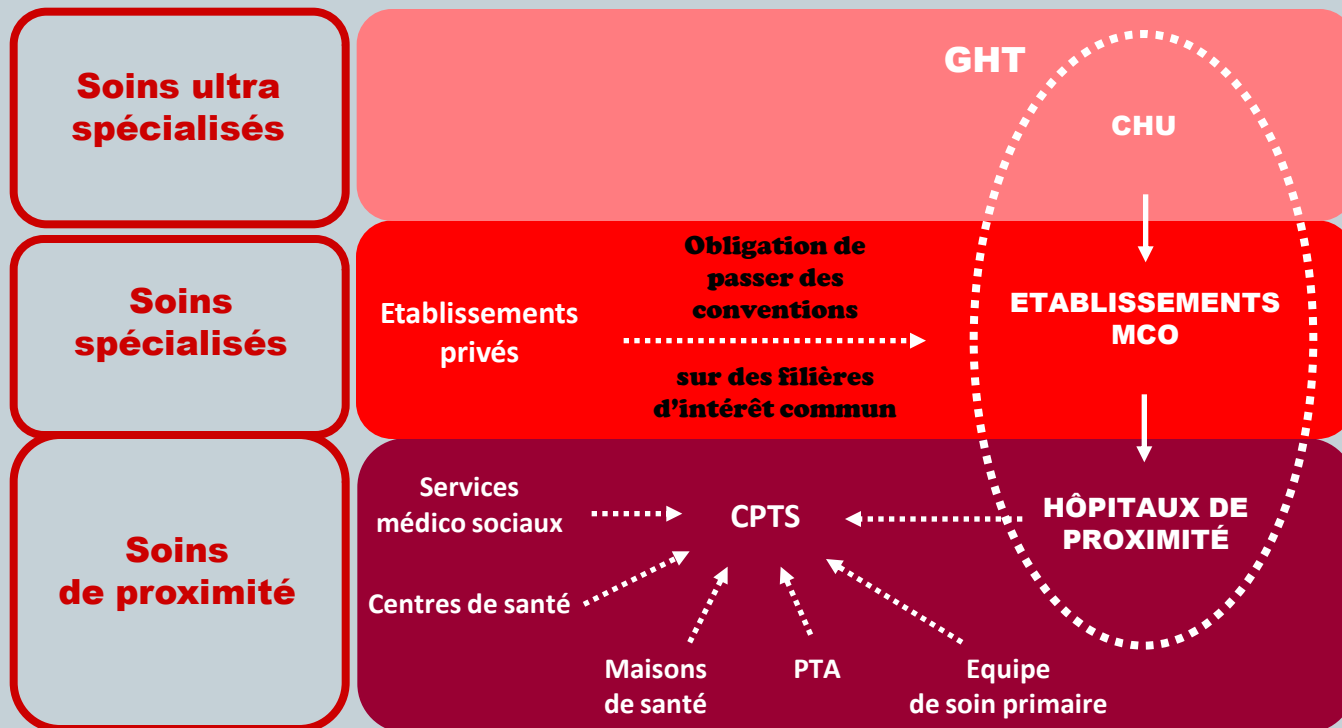 Soins ultra
spécialisés
GHT
CHU
Soins
spécialisés
Etablissements
privés
Obligation de
passer des
conventions
sur des filières
d'intérêt commun
ETABLISSEMENTS
MCO
Soins
de proximité
Services
médico sociaux
CPTS
HÔPITAUX DE
PROXIMITÉ
Centres de santé
Maisons
de santé
PTA
Equipe
de soin primaire